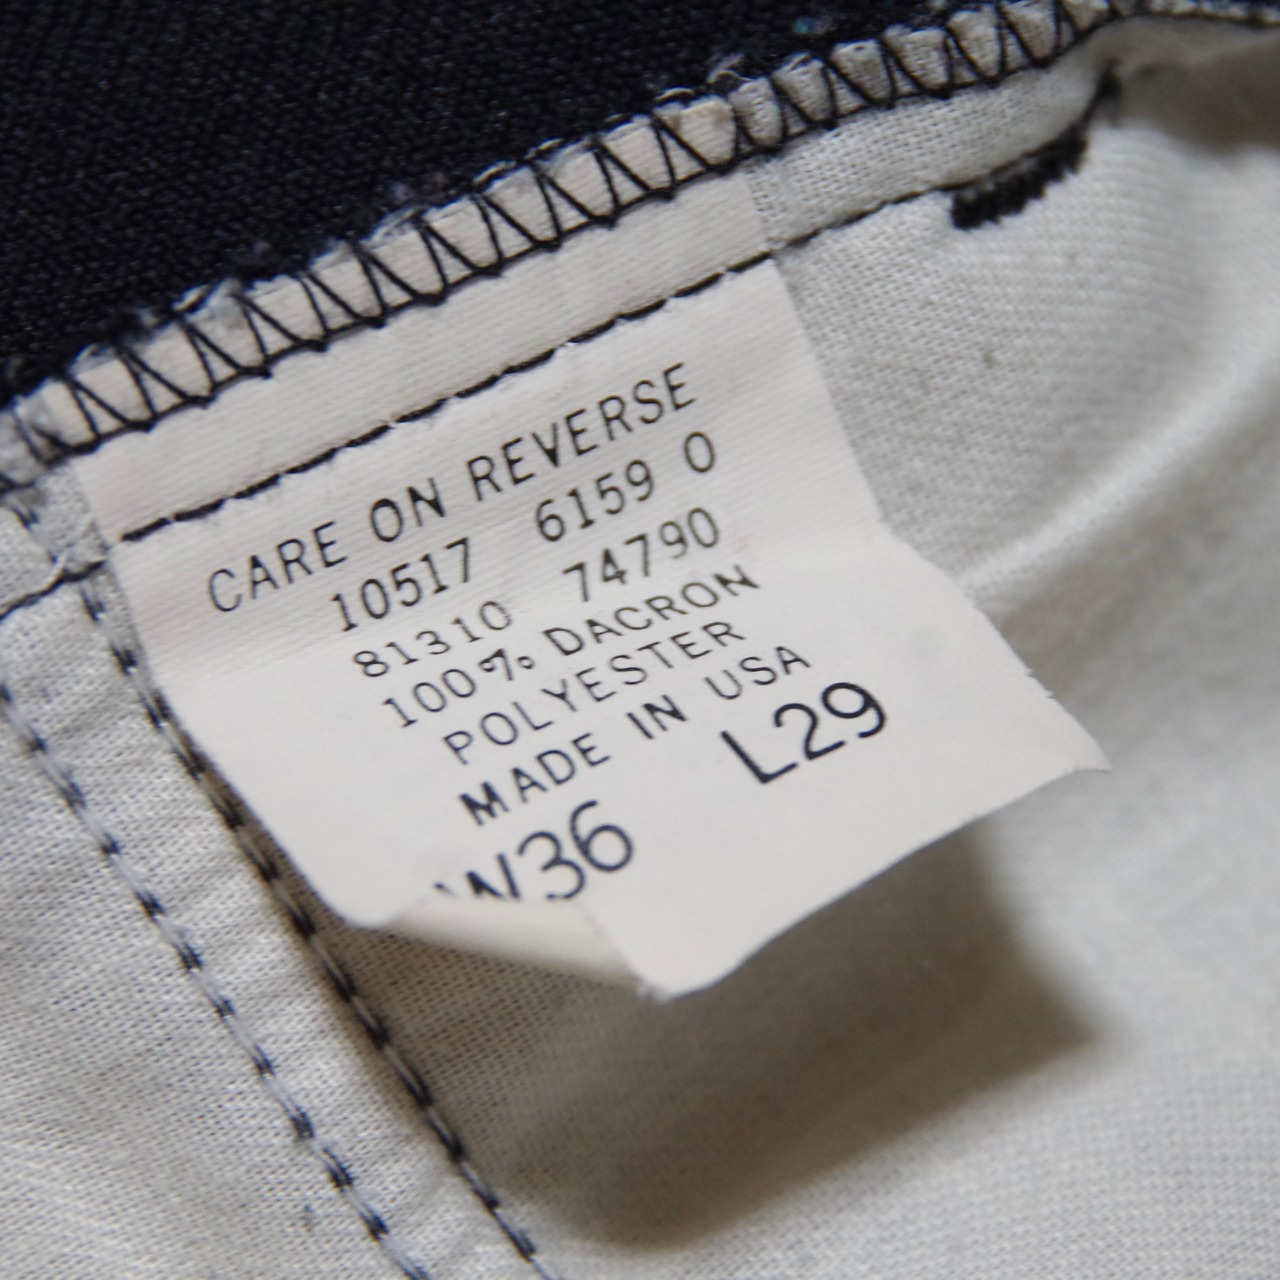 CARE ON REVERSE
10517 6159 0
81310 74790
100% DACRON
POLYESTER
MADE IN USA
W36 L29